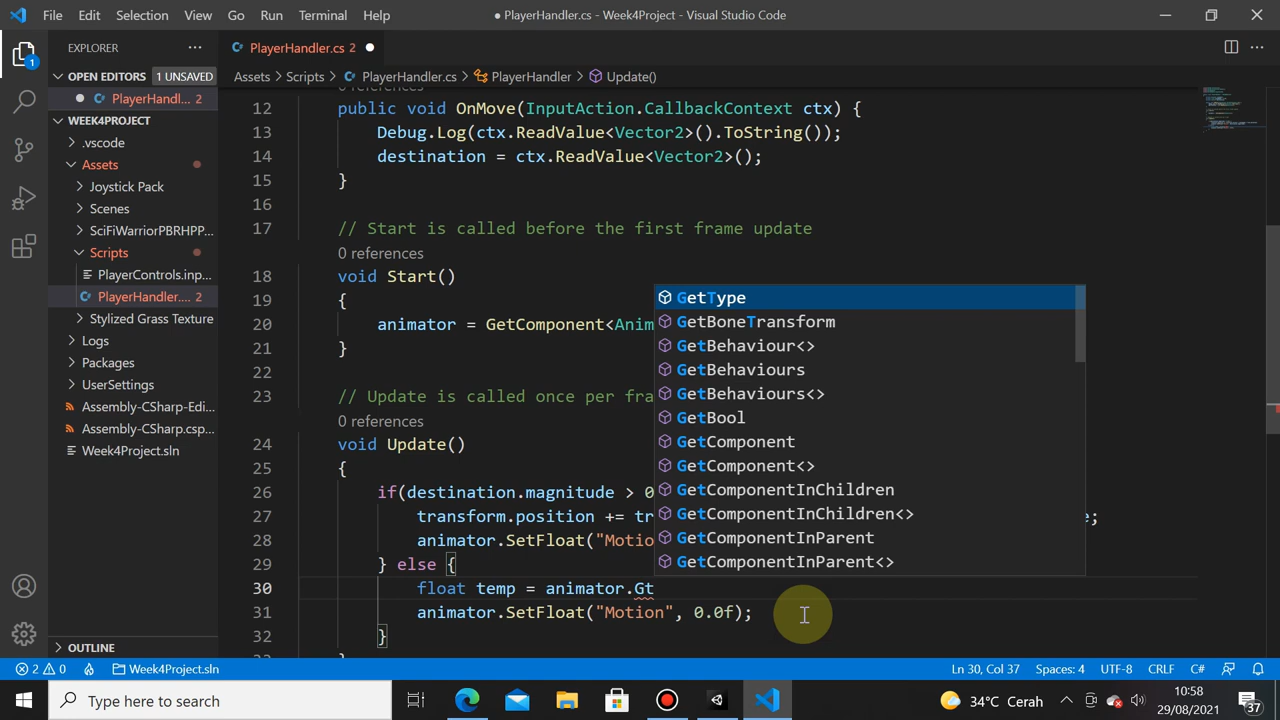 File Edit Selection View Go Run Terminal Help ● PlayerHandler.cs - Week4Project - Visual Studio Code
EXPLORER
PlayerHandler.cs 2
OPEN EDITORS 1 UNSAVED
PlayerHandl... 2
WEEK4PROJECT
.vscode
Assets
Joystick Pack
Scenes
SciFiWarriorPBRHPP...
Scripts
PlayerControls.inp...
PlayerHandler.... 2
Stylized Grass Texture
Logs
Packages
UserSettings
Assembly-CSharp-Edi...
Assembly-CSharp.csp...
Week4Project.sln
OUTLINE
1
Assets > Scripts > PlayerHandler.cs > PlayerHandler > Update()
12 public void OnMove(InputAction.CallbackContext ctx) {
13 Debug.Log(ctx.ReadValue<Vector2>().ToString());
14 destination = ctx.ReadValue<Vector2>();
15 }
16
17 // Start is called before the first frame update
0 references
18 void Start()
19 {
20 animator = GetComponent<Anim
21 }
22
23 // Update is called once per fra
0 references
24 void Update()
25 {
26 if(destination.magnitude > 0
27 transform.position += tr e;
28 animator.SetFloat("Motio
29 } else {
30 float temp = animator.Gt
31 animator.SetFloat("Motion", 0.0f);
32 }
GetType
GetBoneTransform
GetBehaviour<>
GetBehaviours
GetBehaviours<>
GetBool
GetComponent
GetComponent<>
GetComponentInChildren
GetComponentInChildren<>
GetComponentInParent
GetComponentInParent<>
2 0 Week4Project.sln Ln 30, Col 37 Spaces: 4 UTF-8 CRLF C#
Type here to search 34°C Cerah 10:58
29/08/2021 37